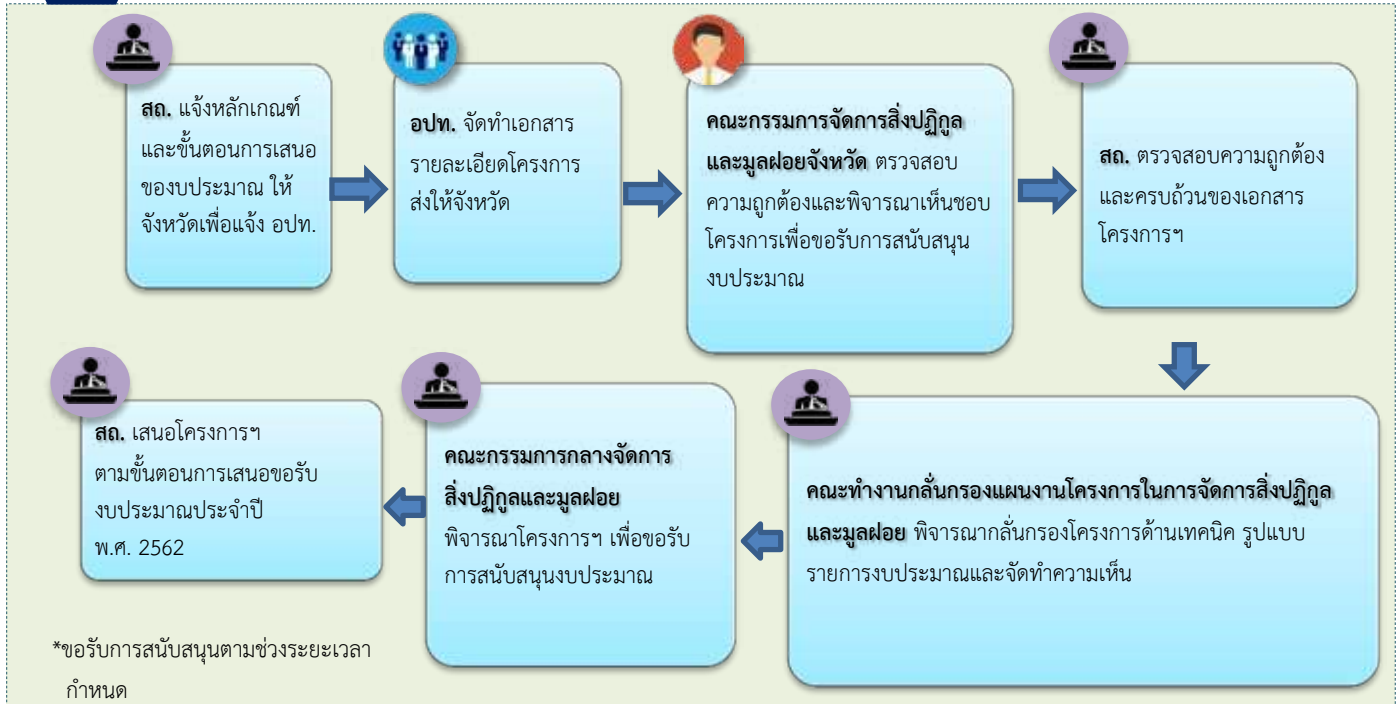 สถ. แจ้งหลักเกณฑ์
และขั้นตอนการเสนอ
ของบประมาณ ให้
จังหวัดเพื่อแจ้ง อปท.
อปท. จัดทำเอกสาร
รายละเอียดโครงการ
ส่งให้จังหวัด
คณะกรรมการจัดการสิ่งปฏิกูล
และมูลฝอยจังหวัด ตรวจสอบ
ความถูกต้องและพิจารณาเห็นชอบ
โครงการเพื่อขอรับการสนับสนุน
งบประมาณ
สถ. ตรวจสอบความถูกต้อง
และครบถ้วนของเอกสาร
โครงการฯ
คณะทำงานกลั่นกรองแผนงานโครงการในการจัดการสิ่งปฏิกูล
และมูลฝอย พิจารณากลั่นกรองโครงการด้านเทคนิค รูปแบบ
รายการงบประมาณและจัดทำความเห็น
คณะกรรมการกลางจัดการ
สิ่งปฏิกูลและมูลฝอย
พิจารณาโครงการฯ เพื่อขอรับ
การสนับสนุนงบประมาณ
สถ. เสนอโครงการฯ
ตามขั้นตอนการเสนอขอรับ
งบประมาณประจำปี
พ.ศ. 2562
*ขอรับการสนับสนุนตามช่วงระยะเวลา
กำหนด